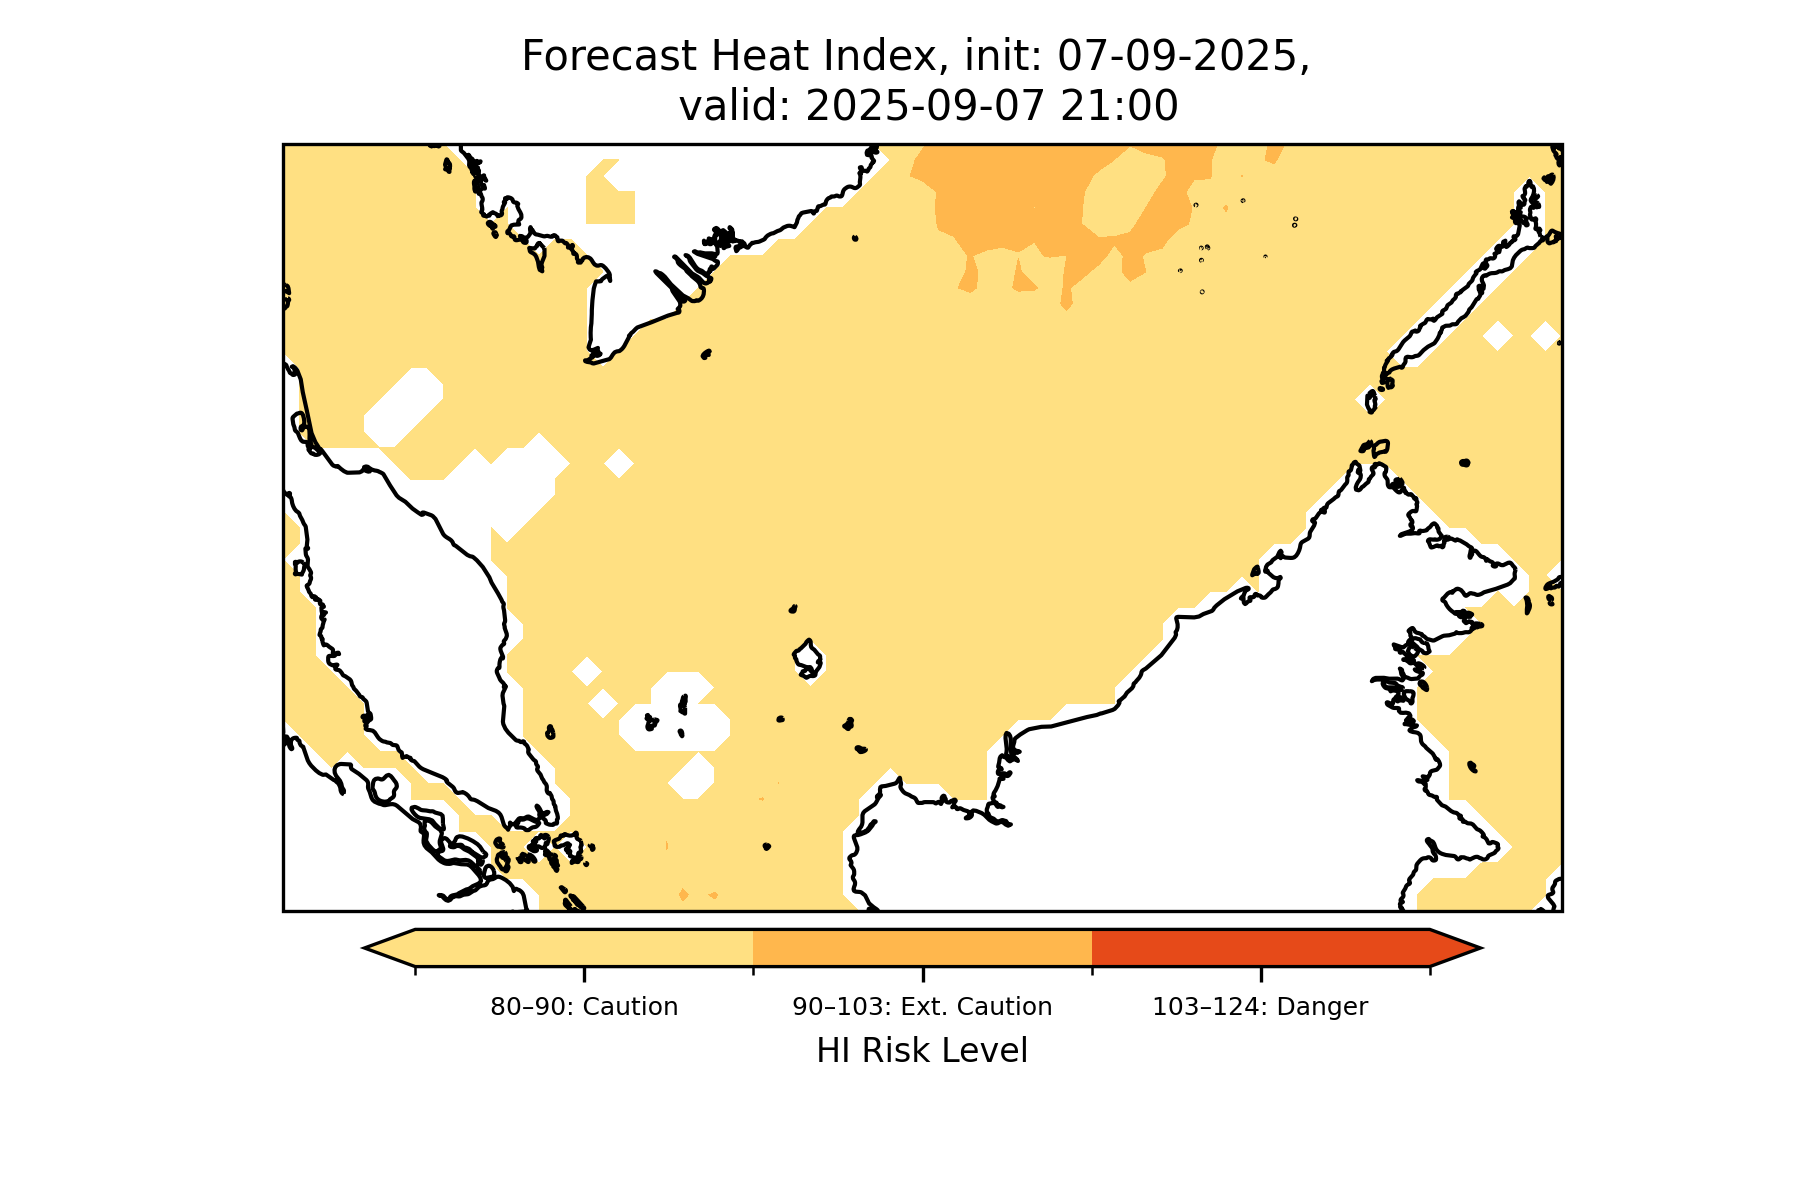 Forecast Heat Index, init: 07-09-2025,
valid: 2025-09-07 21:00
80–90: Caution
90–103: Ext. Caution
103–124: Danger
HI Risk Level